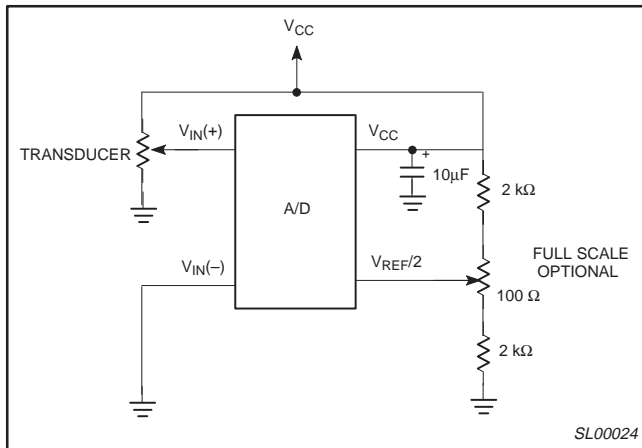 VCC
VIN(+)
VCC
TRANSDUCER
+
10µF
2 kΩ
A/D
FULL SCALE
OPTIONAL
VIN(–)
VREF/2
100 Ω
2 kΩ
SL00024